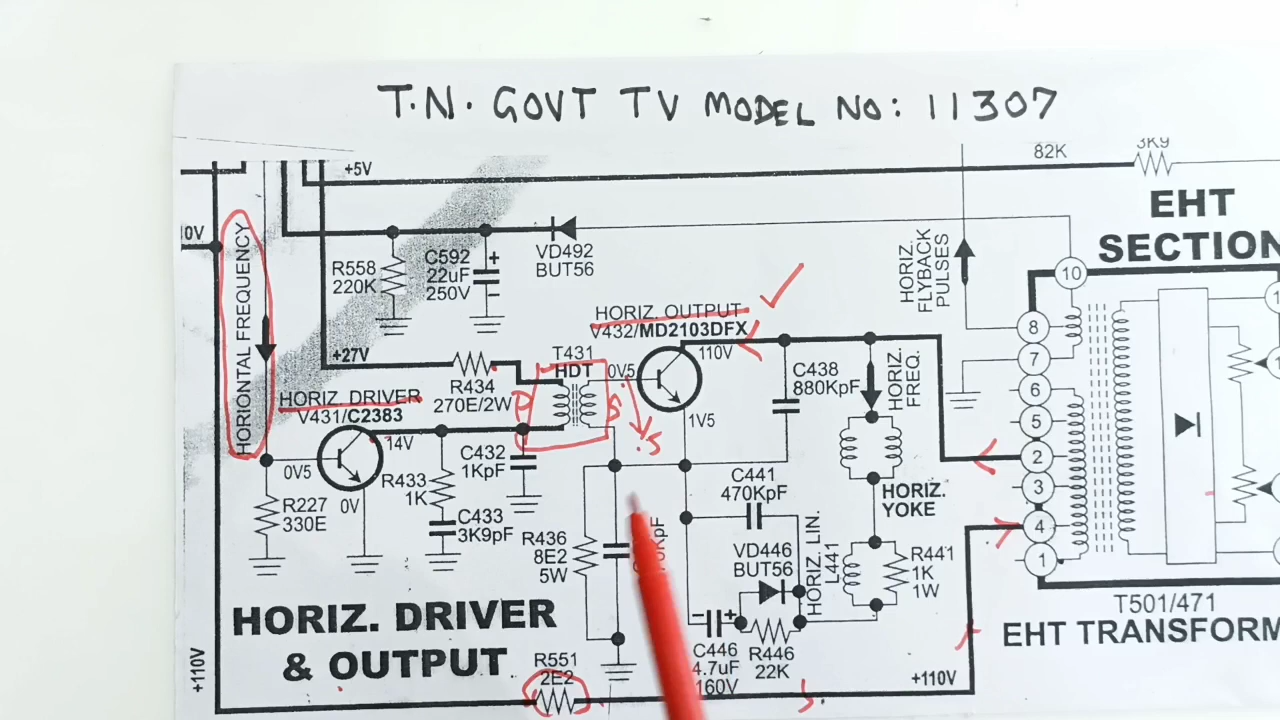 T.N. GOVT TV MODEL NO: 11307
82K
3K9
+5V
EHT
SECTION
0V
HORIONTAL FREQUENCY
R558
220K
C592
22uF
250V
+
−
VD492
BUT56
HORIZ.
FLYBACK
PULSES
10
8
7
6
5
2
3
4
1
HORIZ. OUTPUT
V432/MD2103DFX
110V
+27V
R434
270E/2W
T431
HDT
0V5
.5
1V5
C438
880KpF
HORIZ.
FREQ.
HORIZ. DRIVER
V431/C2383
14V
0V5
0V
R227
330E
R433
1K
C432
1KpF
C433
3K9pF
C441
470KpF
HORIZ.
YOKE
R436
8E2
5W
VD446
BUT56
HORIZ. LIN.
L441
R441
1K
1W
HORIZ. DRIVER
& OUTPUT
− +
C446
4.7uF
160V
R446
22K
T501/471
EHT TRANSFORM
R551
2E2
+110V
+110V